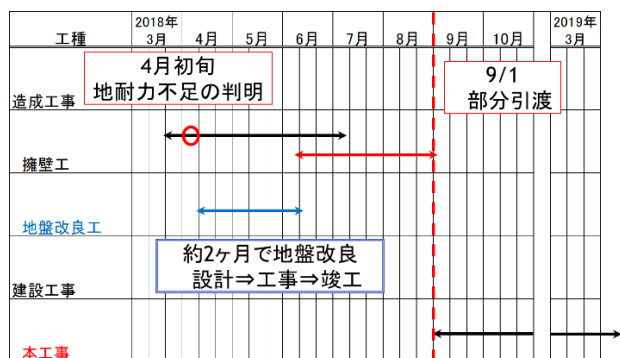 2018年 2019年
工種 3月 4月 5月 6月 7月 8月 9月 10月 3月
4月初旬
地耐力不足の判明
9/1
部分引渡
造成工事
擁壁工
地盤改良工
約2ヶ月で地盤改良
設計⇒工事⇒竣工
建設工事
本工事